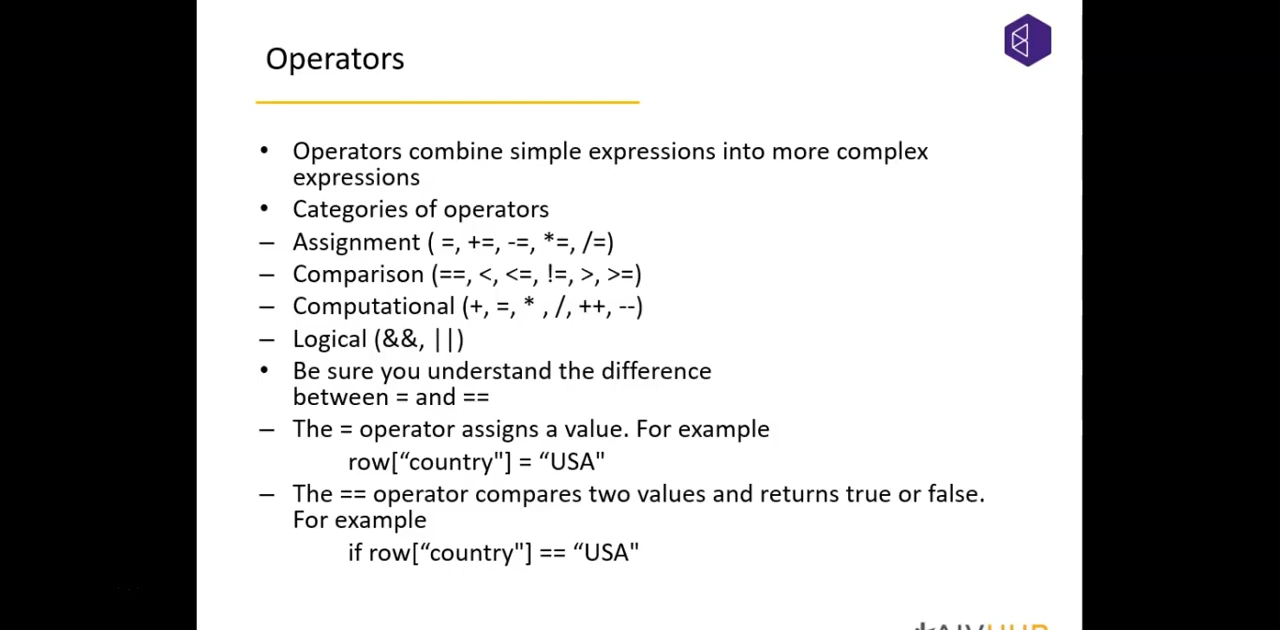 Operators
• Operators combine simple expressions into more complex
expressions
• Categories of operators
– Assignment ( =, +=, -=, *=, /=)
– Comparison (==, <, <=, !=, >, >=)
– Computational (+, =, * , /, ++, --)
– Logical (&&, ||)
• Be sure you understand the difference
between = and ==
– The = operator assigns a value. For example
row[“country"] = “USA"
– The == operator compares two values and returns true or false.
For example
if row[“country"] == “USA"